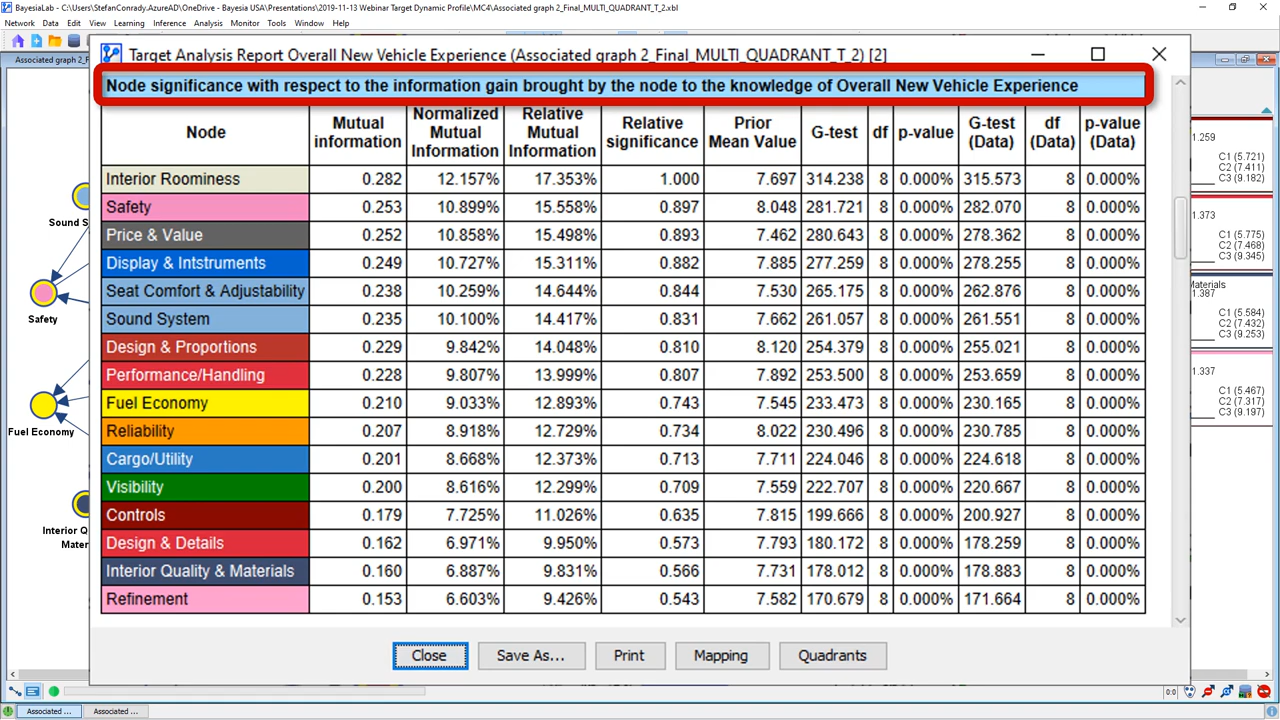 BayesiaLab - C:\Users\StefanConrady.AzureAD\OneDrive - Bayesia USA\Presentations\2019-11-13 Webinar Target Dynamic Profile\MC4\Associated graph 2_Final_MULTI_QUADRANT_T_2.xbl
Network Data Edit View Learning Inference Analysis Monitor Tools Window Help
Associated graph 2_F
Target Analysis Report Overall New Vehicle Experience (Associated graph 2_Final_MULTI_QUADRANT_T_2) [2]
Node significance with respect to the information gain brought by the node to the knowledge of Overall New Vehicle Experience
Node Mutual information Normalized Mutual Information Relative Mutual Information Relative significance Prior Mean Value G-test df p-value G-test (Data) df (Data) p-value (Data)
Interior Roominess 0.282 12.157% 17.353% 1.000 7.697 314.238 8 0.000% 315.573 8 0.000%
Safety 0.253 10.899% 15.558% 0.897 8.048 281.721 8 0.000% 282.070 8 0.000%
Price & Value 0.252 10.858% 15.498% 0.893 7.462 280.643 8 0.000% 278.362 8 0.000%
Display & Intstruments 0.249 10.727% 15.311% 0.882 7.885 277.259 8 0.000% 278.255 8 0.000%
Seat Comfort & Adjustability 0.238 10.259% 14.644% 0.844 7.530 265.175 8 0.000% 262.876 8 0.000%
Sound System 0.235 10.100% 14.417% 0.831 7.662 261.057 8 0.000% 261.551 8 0.000%
Design & Proportions 0.229 9.842% 14.048% 0.810 8.120 254.379 8 0.000% 255.021 8 0.000%
Performance/Handling 0.228 9.807% 13.999% 0.807 7.892 253.500 8 0.000% 253.659 8 0.000%
Fuel Economy 0.210 9.033% 12.893% 0.743 7.545 233.473 8 0.000% 230.165 8 0.000%
Reliability 0.207 8.918% 12.729% 0.734 8.022 230.496 8 0.000% 230.785 8 0.000%
Cargo/Utility 0.201 8.668% 12.373% 0.713 7.711 224.046 8 0.000% 224.618 8 0.000%
Visibility 0.200 8.616% 12.299% 0.709 7.559 222.707 8 0.000% 220.667 8 0.000%
Controls 0.179 7.725% 11.026% 0.635 7.815 199.666 8 0.000% 200.927 8 0.000%
Design & Details 0.162 6.971% 9.950% 0.573 7.793 180.172 8 0.000% 178.259 8 0.000%
Interior Quality & Materials 0.160 6.887% 9.831% 0.566 7.731 178.012 8 0.000% 178.883 8 0.000%
Refinement 0.153 6.603% 9.426% 0.543 7.582 170.679 8 0.000% 171.664 8 0.000%
Close Save As... Print Mapping Quadrants
Sound S
Safety
Fuel Economy
Interior Q
Mater
1.259
C1 (5.721)
C2 (7.411)
C3 (9.182)
1.373
C1 (5.775)
C2 (7.468)
C3 (9.345)
Materials
1.387
C1 (5.584)
C2 (7.432)
C3 (9.253)
1.337
C1 (5.467)
C2 (7.317)
C3 (9.197)
0:0
Associated ... Associated ...